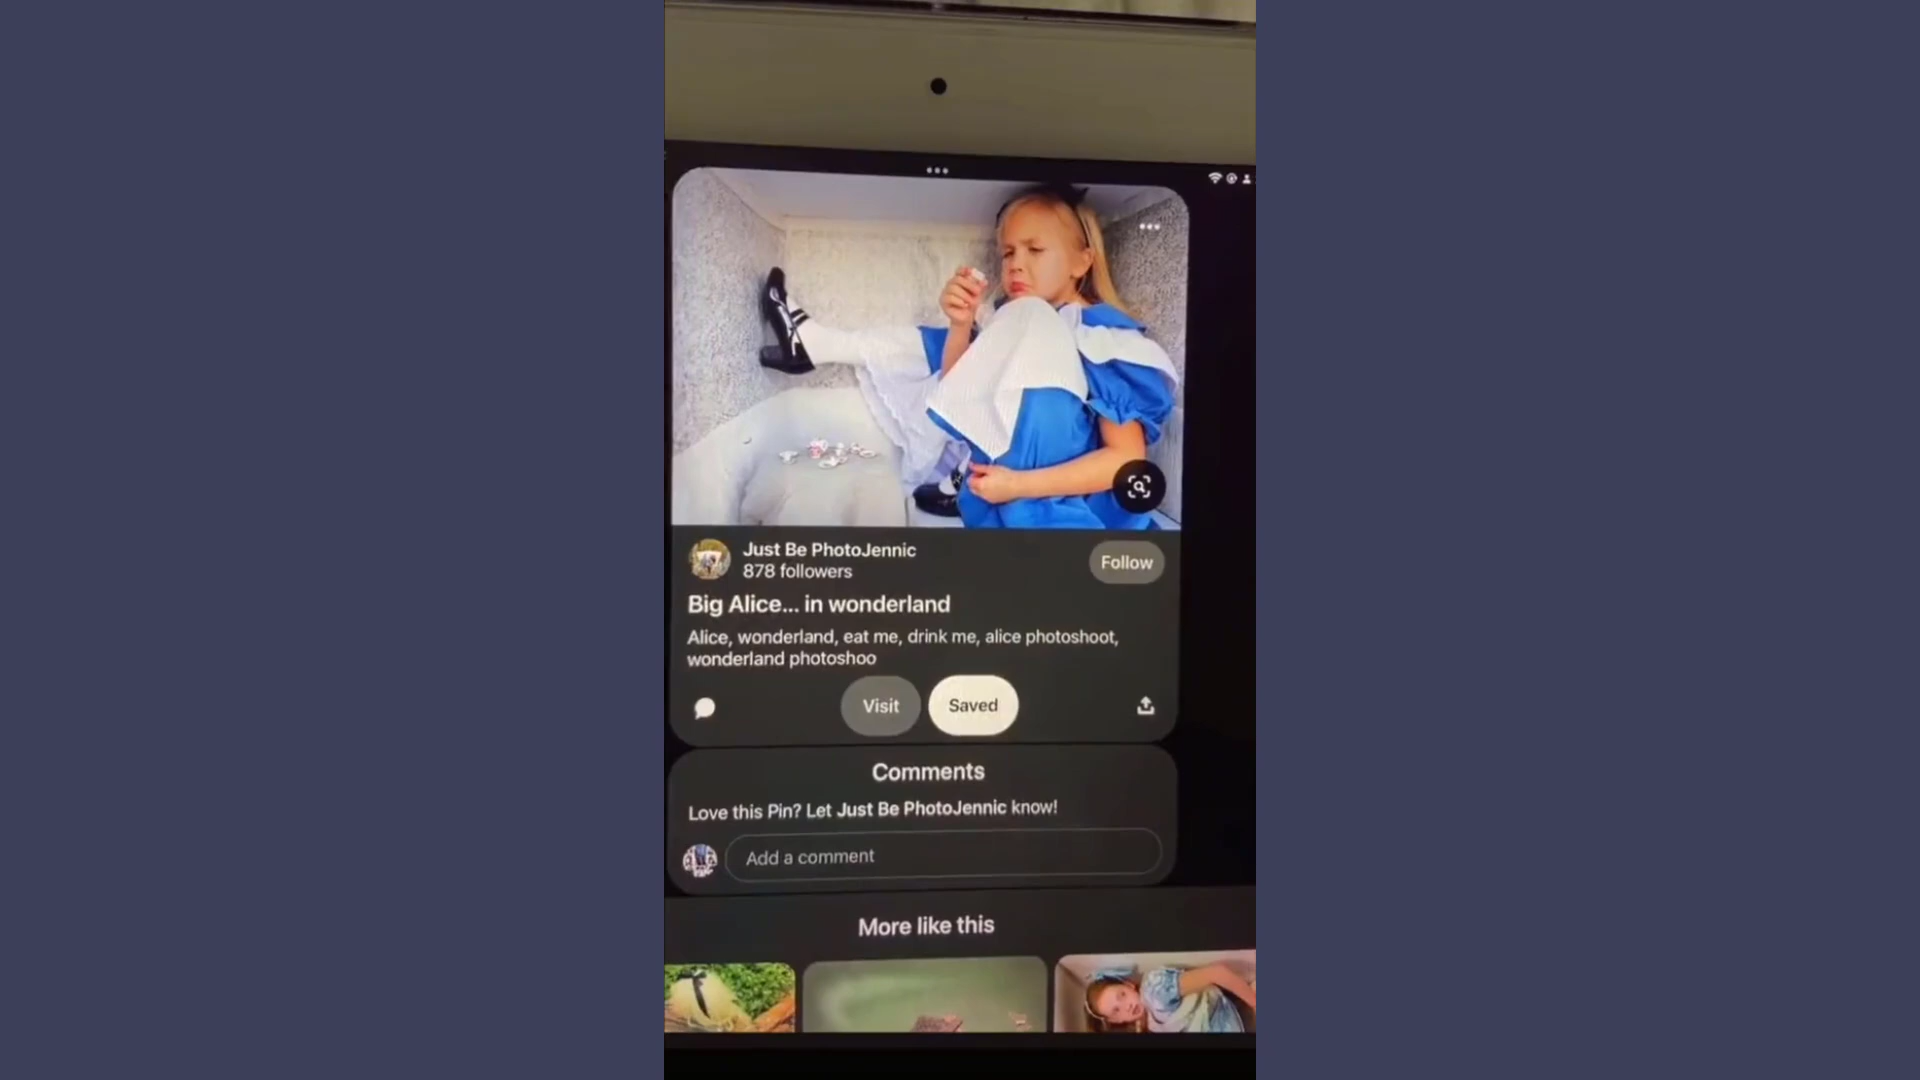 Just Be PhotoJennic
878 followers
Follow
Big Alice... in wonderland
Alice, wonderland, eat me, drink me, alice photoshoot,
wonderland photoshoo
Visit
Saved
Comments
Love this Pin? Let Just Be PhotoJennic know!
Add a comment
More like this